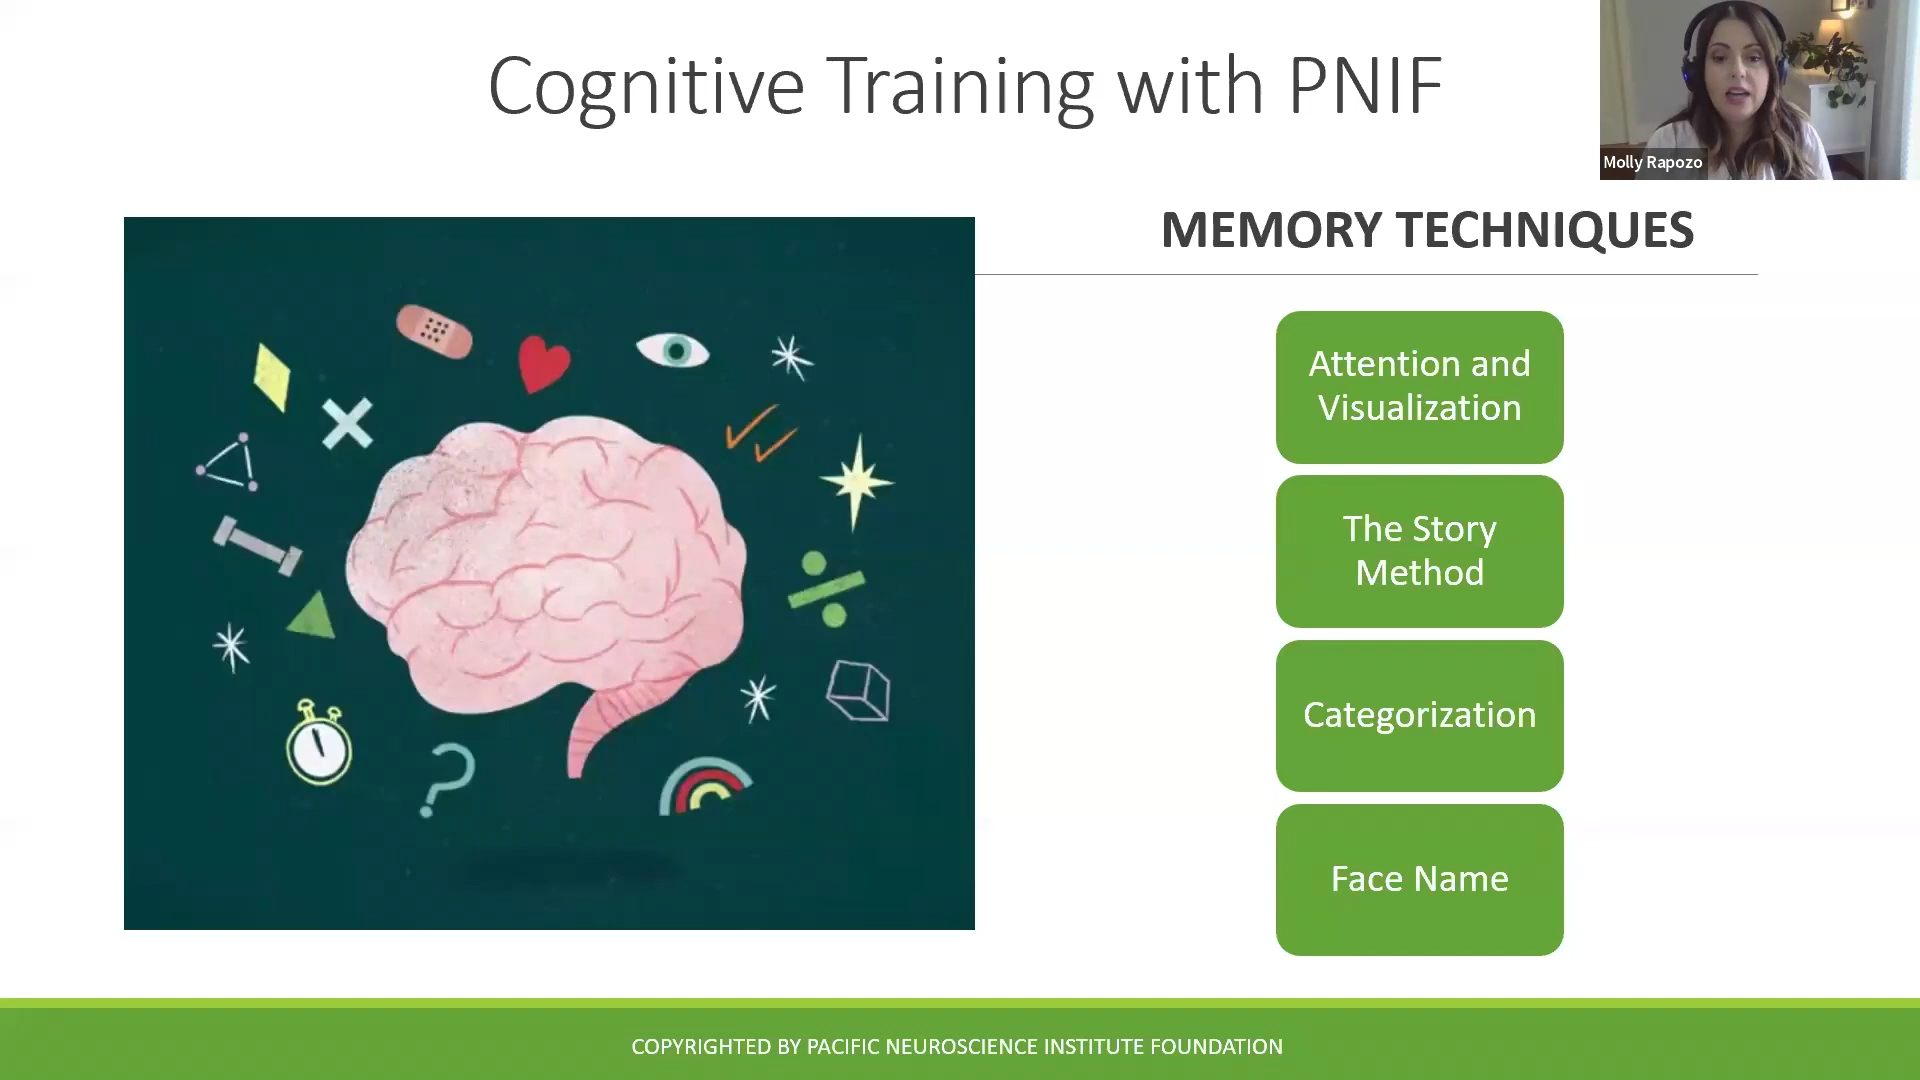 Cognitive Training with PNIF
Molly Rapozo
MEMORY TECHNIQUES
Attention and
Visualization
The Story
Method
Categorization
Face Name
COPYRIGHTED BY PACIFIC NEUROSCIENCE INSTITUTE FOUNDATION